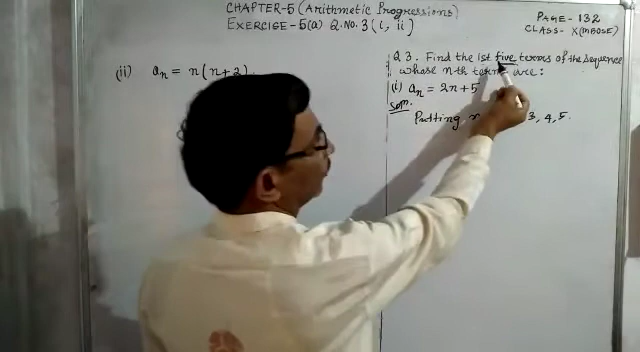 CHAPTER-5 (Arithmetic Progressions)
EXERCISE-5(a) Q.NO.3(i, ii)
PAGE-132
CLASS-X(MBOSE)
(ii) an = n(n+2).
Q3. Find the 1st five terms of the sequence
whose nth term are:
(i) an = 2n+5
Soln.
Putting n 3, 4, 5.